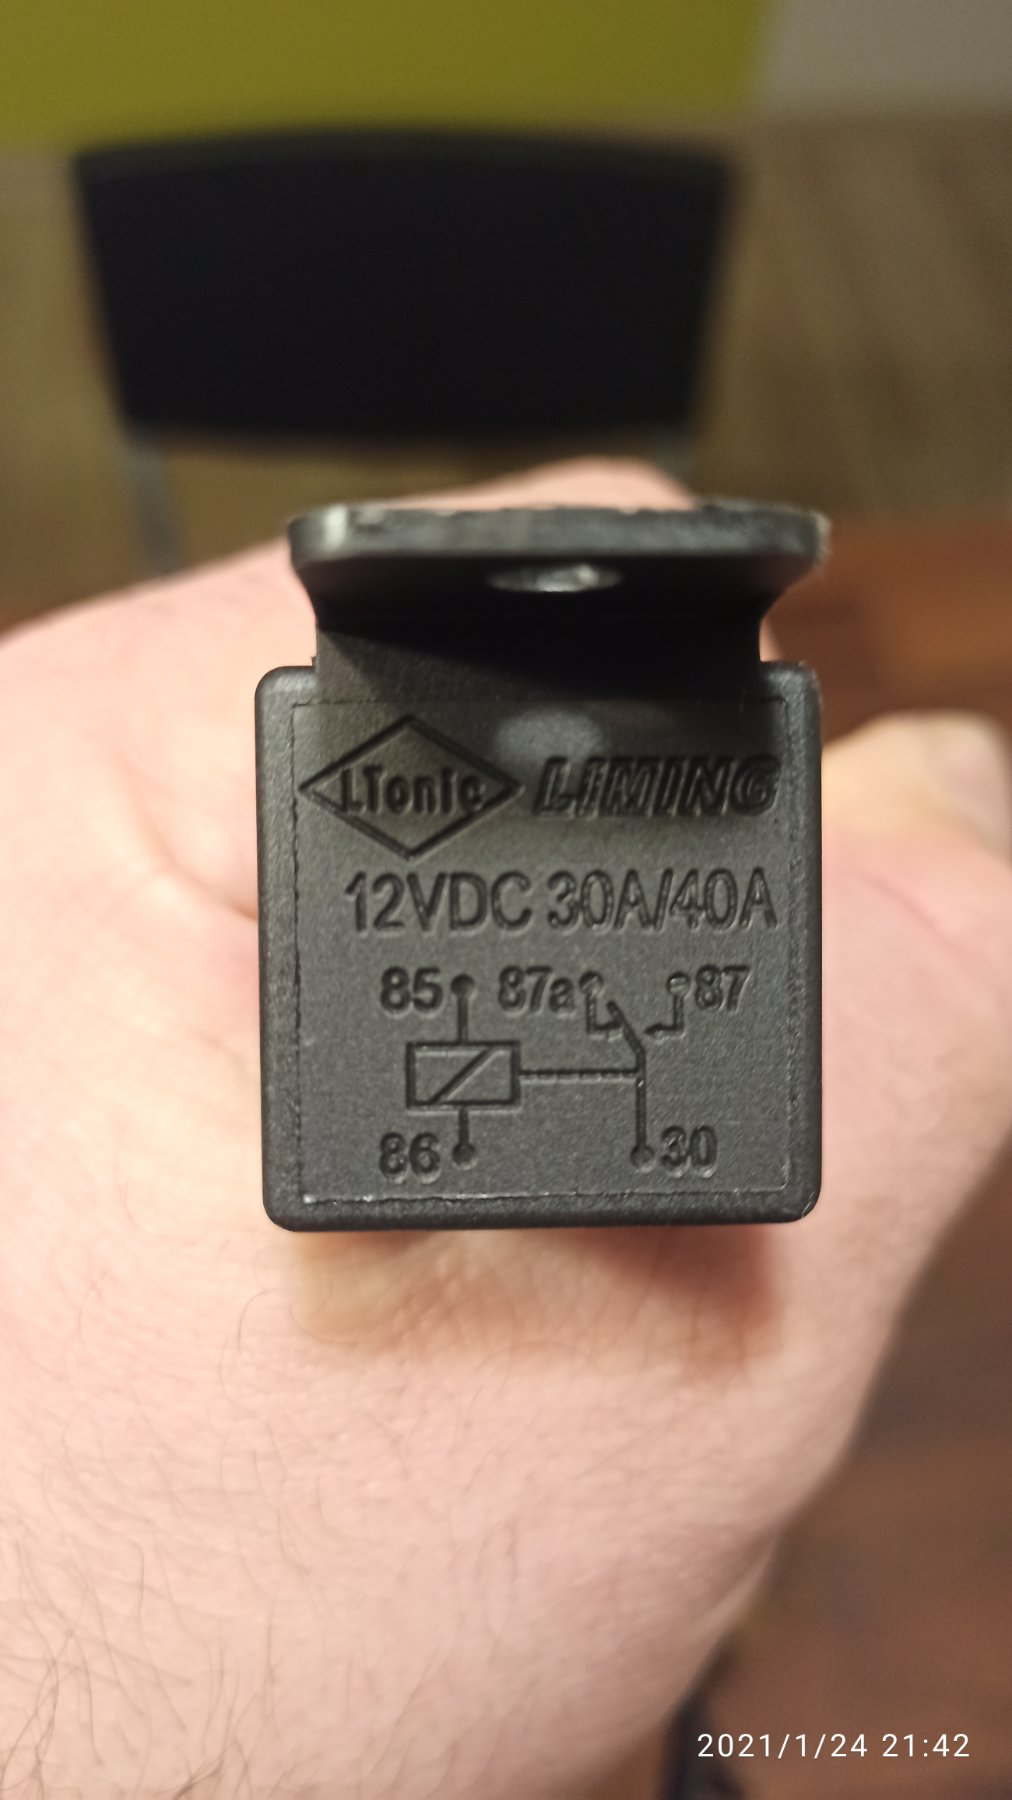 LTonic LIMING
12VDC 30A/40A
85 87a 87
86 30
2021/1/24 21:42